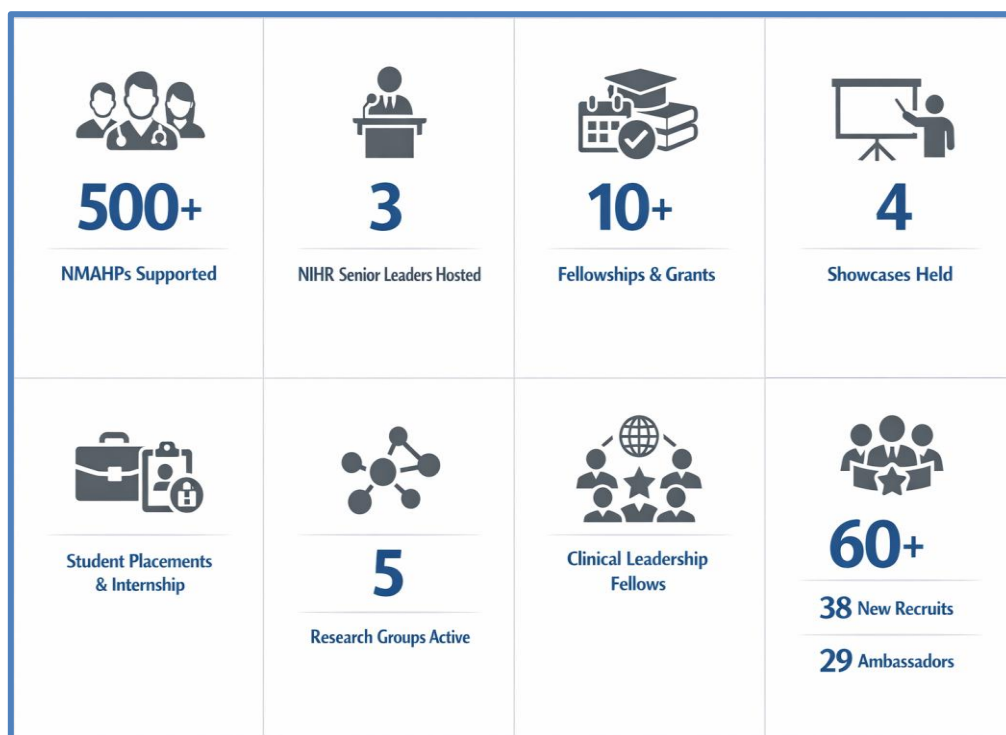 500+
NMAHPs Supported
3
NIHR Senior Leaders Hosted
10+
Fellowships & Grants
4
Showcases Held
Student Placements
& Internship
5
Research Groups Active
Clinical Leadership
Fellows
60+
38 New Recruits
29 Ambassadors